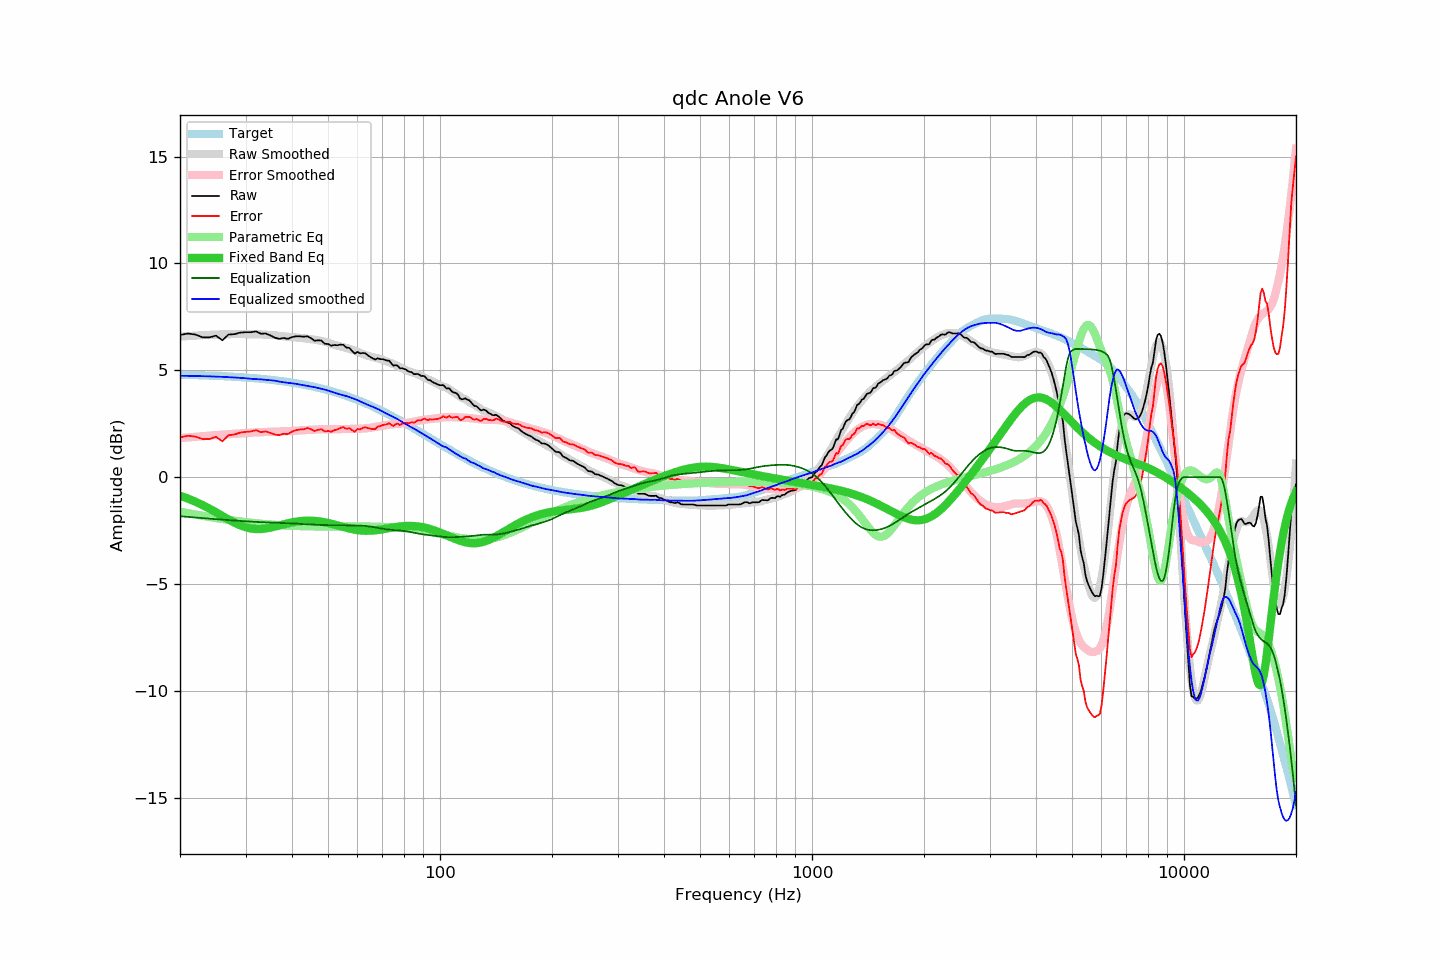 qdc Anole V6
Target
Raw Smoothed
Error Smoothed
Raw
Error
Parametric Eq
Fixed Band Eq
Equalization
Equalized smoothed
15
10
5
0
−5
−10
−15
Amplitude (dBr)
100
1000
10000
Frequency (Hz)